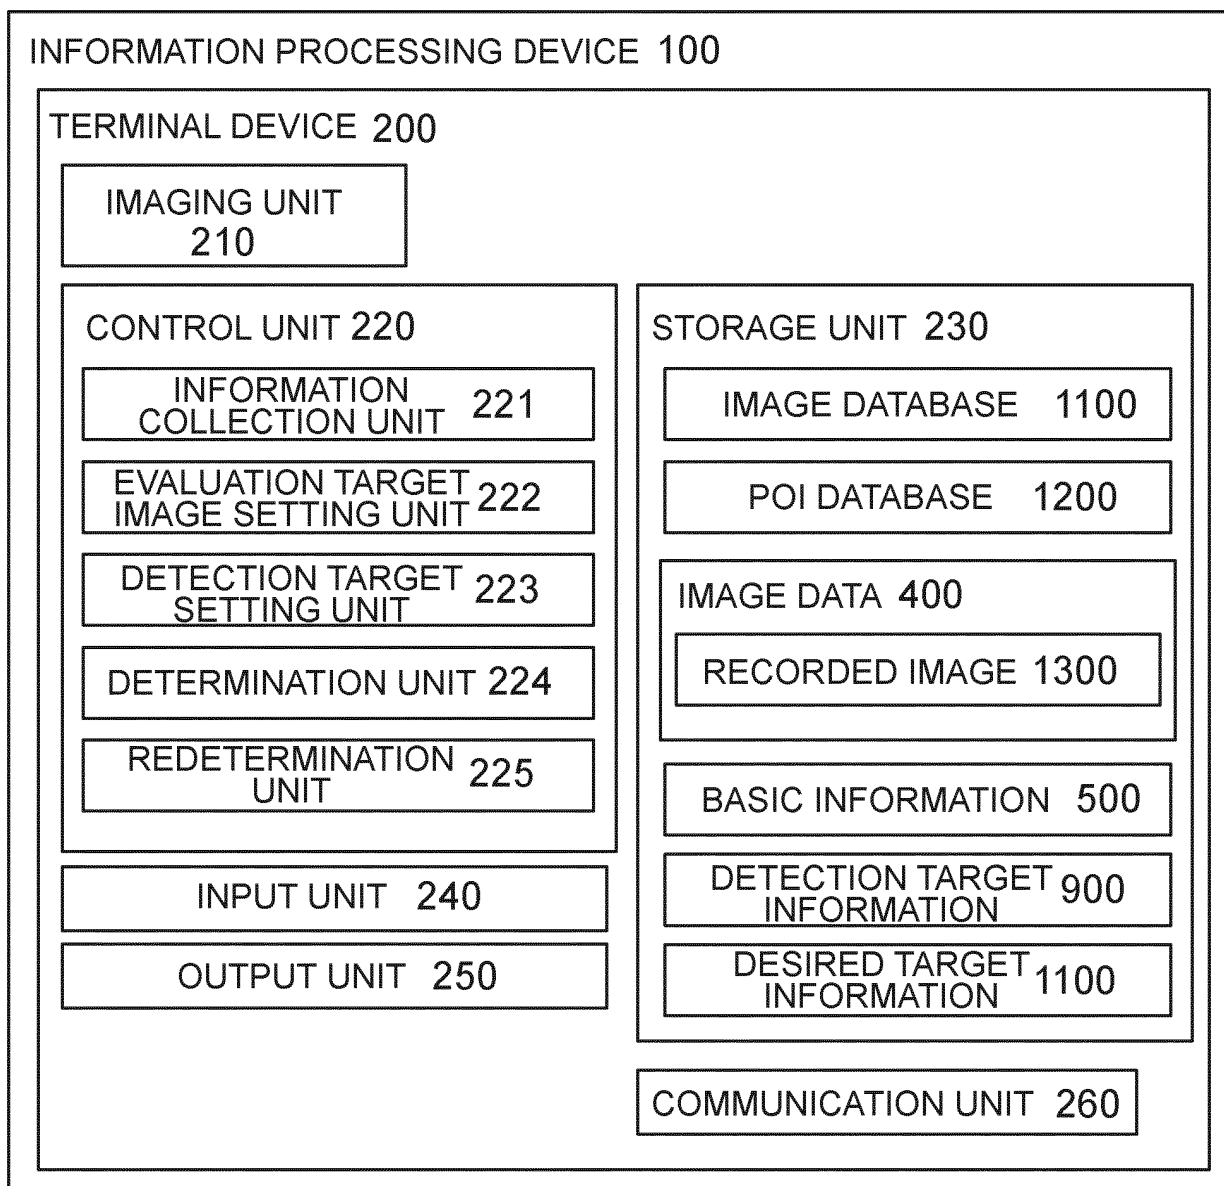 INFORMATION PROCESSING DEVICE 100
TERMINAL DEVICE 200
IMAGING UNIT
210
CONTROL UNIT 220
INFORMATION
COLLECTION UNIT 221
EVALUATION TARGET
IMAGE SETTING UNIT 222
DETECTION TARGET
SETTING UNIT 223
DETERMINATION UNIT 224
REDETERMINATION
UNIT 225
INPUT UNIT 240
OUTPUT UNIT 250
STORAGE UNIT 230
IMAGE DATABASE 1100
POI DATABASE 1200
IMAGE DATA 400
RECORDED IMAGE 1300
BASIC INFORMATION 500
DETECTION TARGET
INFORMATION 900
DESIRED TARGET
INFORMATION 1100
COMMUNICATION UNIT 260